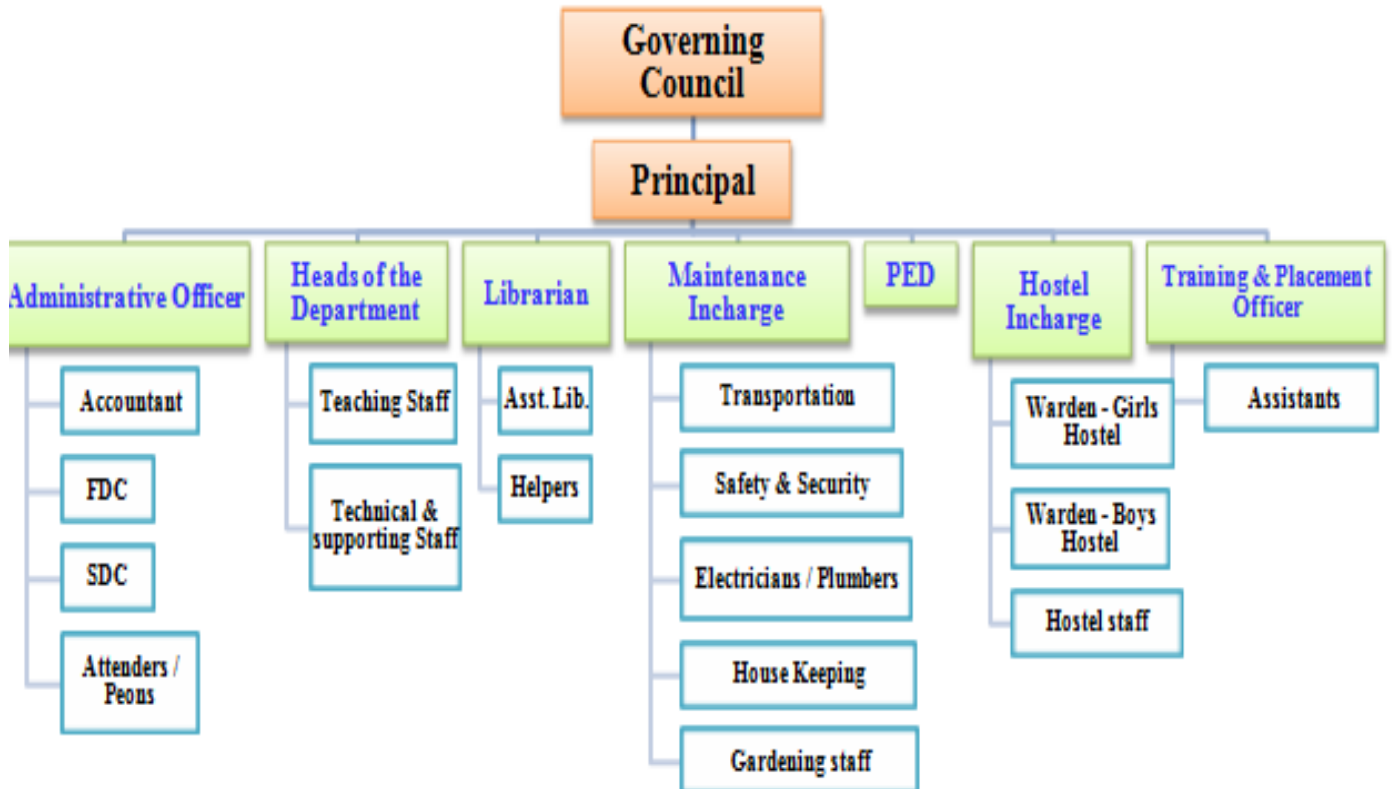 Governing
Council
Principal
Administrative Officer
Heads of the
Department
Librarian
Maintenance
Incharge
PED
Hostel
Incharge
Training & Placement
Officer
Accountant
FDC
SDC
Attenders /
Peons
Teaching Staff
Technical &
supporting Staff
Asst. Lib.
Helpers
Transportation
Safety & Security
Electricians / Plumbers
House Keeping
Gardening staff
Warden - Girls
Hostel
Warden - Boys
Hostel
Hostel staff
Assistants